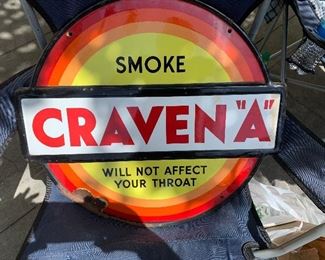 SMOKE
CRAVEN "A"
WILL NOT AFFECT
YOUR THROAT